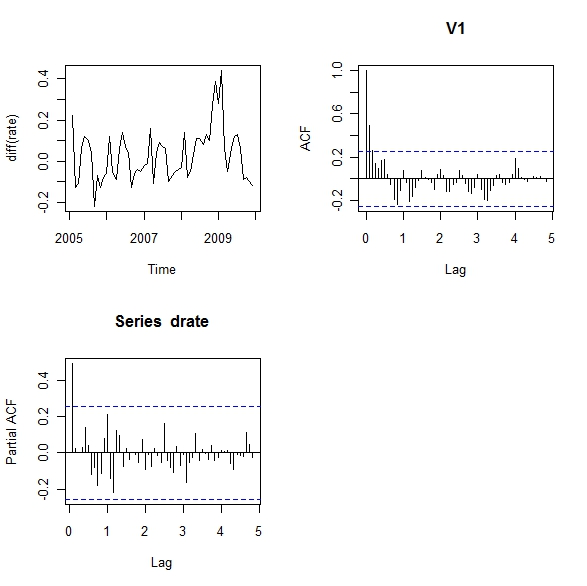 V1
diff(rate)
-0.2 0.0 0.2 0.4
2005 2007 2009
Time
ACF
-0.2 0.2 0.6 1.0
0 1 2 3 4 5
Lag
Series drate
Partial ACF
-0.2 0.0 0.2 0.4
0 1 2 3 4 5
Lag